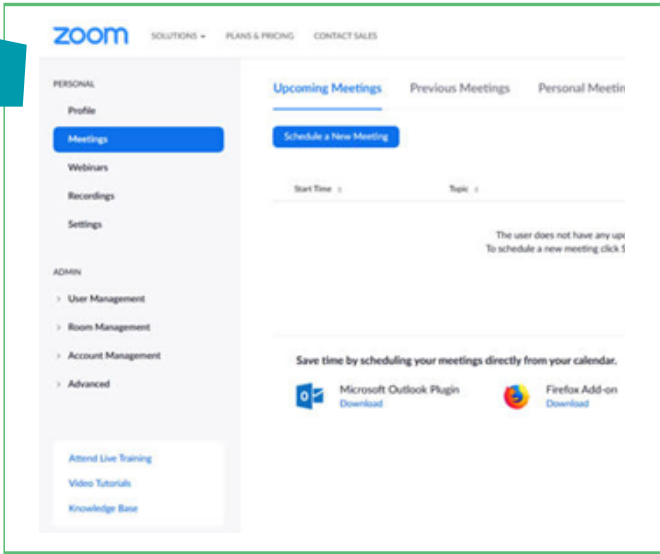 zoom SOLUTIONS PLANS & PRICING CONTACT SALES
PERSONAL
Profile
Meetings
Webinars
Recordings
Settings
ADMIN
> User Management
> Room Management
> Account Management
> Advanced
Attend Live Training
Video Tutorials
Knowledge Base
Upcoming Meetings Previous Meetings Personal Meetin
Schedule a New Meeting
Start Time Topic
The user does not have any upc
To schedule a new meeting click
Save time by scheduling your meetings directly from your calendar.
Microsoft Outlook Plugin
Download
Firefox Add-on
Download